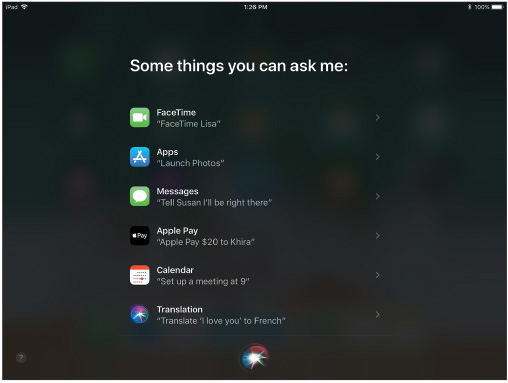 iPad 1:26 PM 100%
Some things you can ask me:
FaceTime
“FaceTime Lisa”
Apps
“Launch Photos”
Messages
“Tell Susan I'll be right there”
Pay
Apple Pay
“Apple Pay $20 to Khira”
Calendar
“Set up a meeting at 9”
Translation
“Translate ‘I love you’ to French”
?